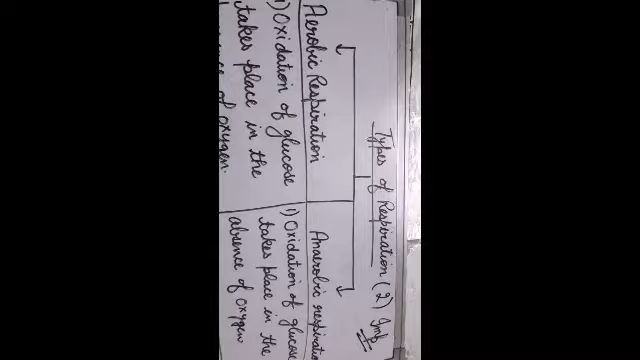 Types of Respiration (2) Imp
Aerobic Respiration
1) Oxidation of glucose
takes place in the
presence of oxygen.
Anaerobic respiration
1) Oxidation of glucose
takes place in the
absence of oxygen